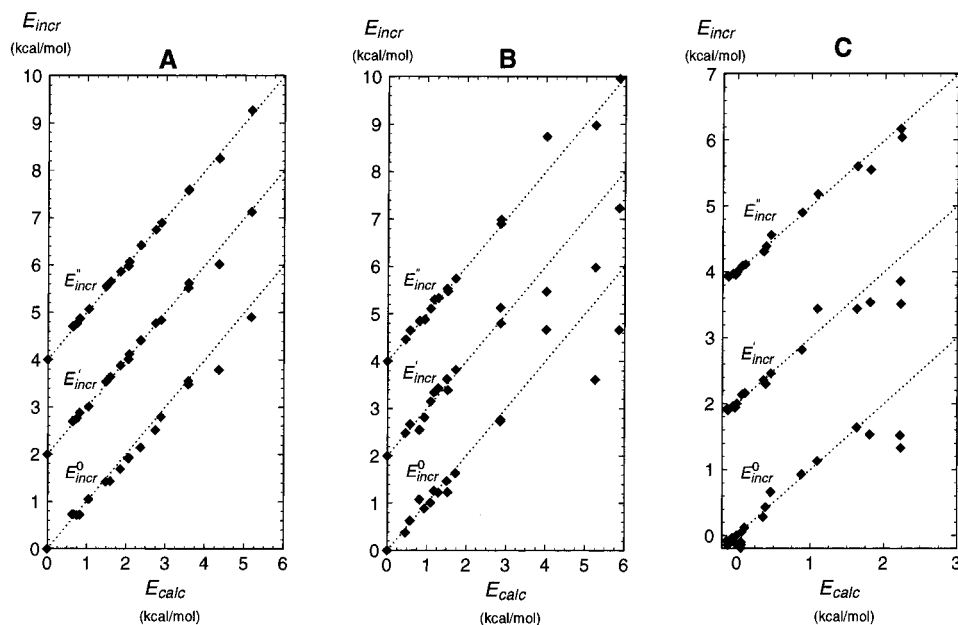 A
E_incr
(kcal/mol)
10
9
8
7
6
5
4
3
2
1
0
E"_incr
E'_incr
E⁰_incr
0 1 2 3 4 5 6
E_calc
(kcal/mol)
B
E_incr
(kcal/mol)
10
9
8
7
6
5
4
3
2
1
0
E"_incr
E'_incr
E⁰_incr
0 1 2 3 4 5 6
E_calc
(kcal/mol)
C
E_incr
(kcal/mol)
7
6
5
4
3
2
1
0
E"_incr
E'_incr
E⁰_incr
0 1 2 3
E_calc
(kcal/mol)